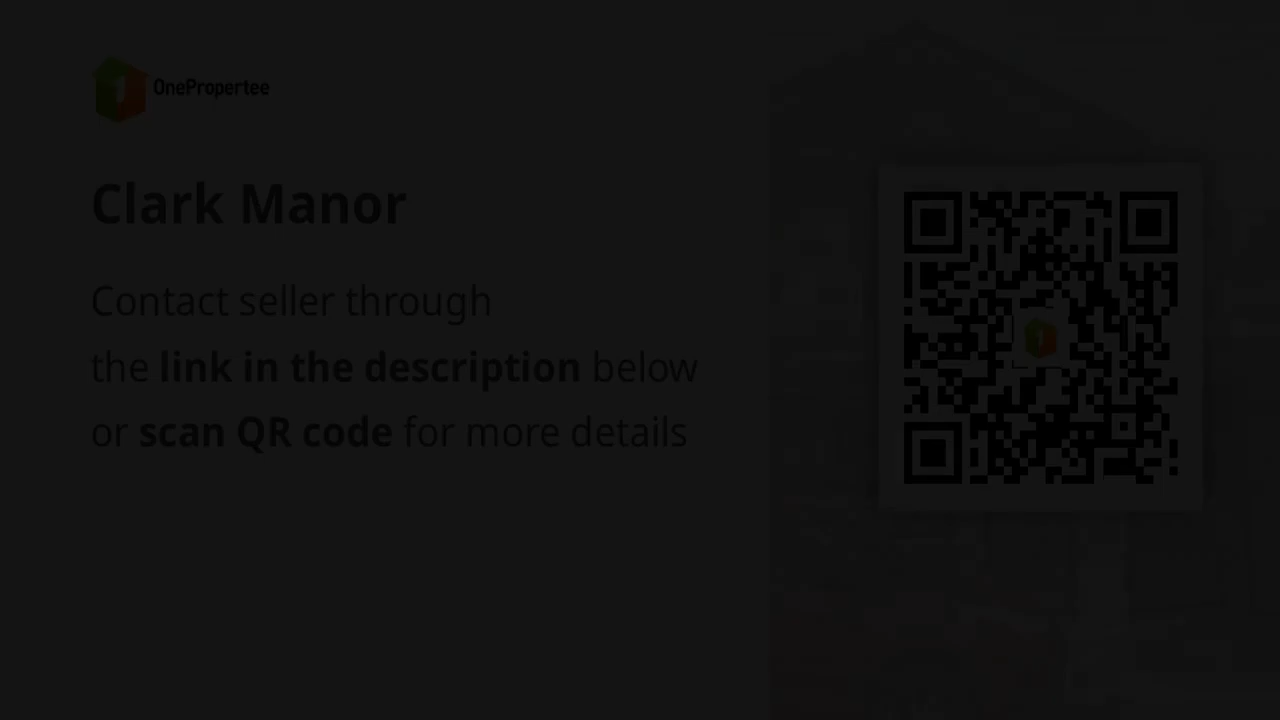 OnePropertee
Clark Manor
Contact seller through
the link in the description below
or scan QR code for more details